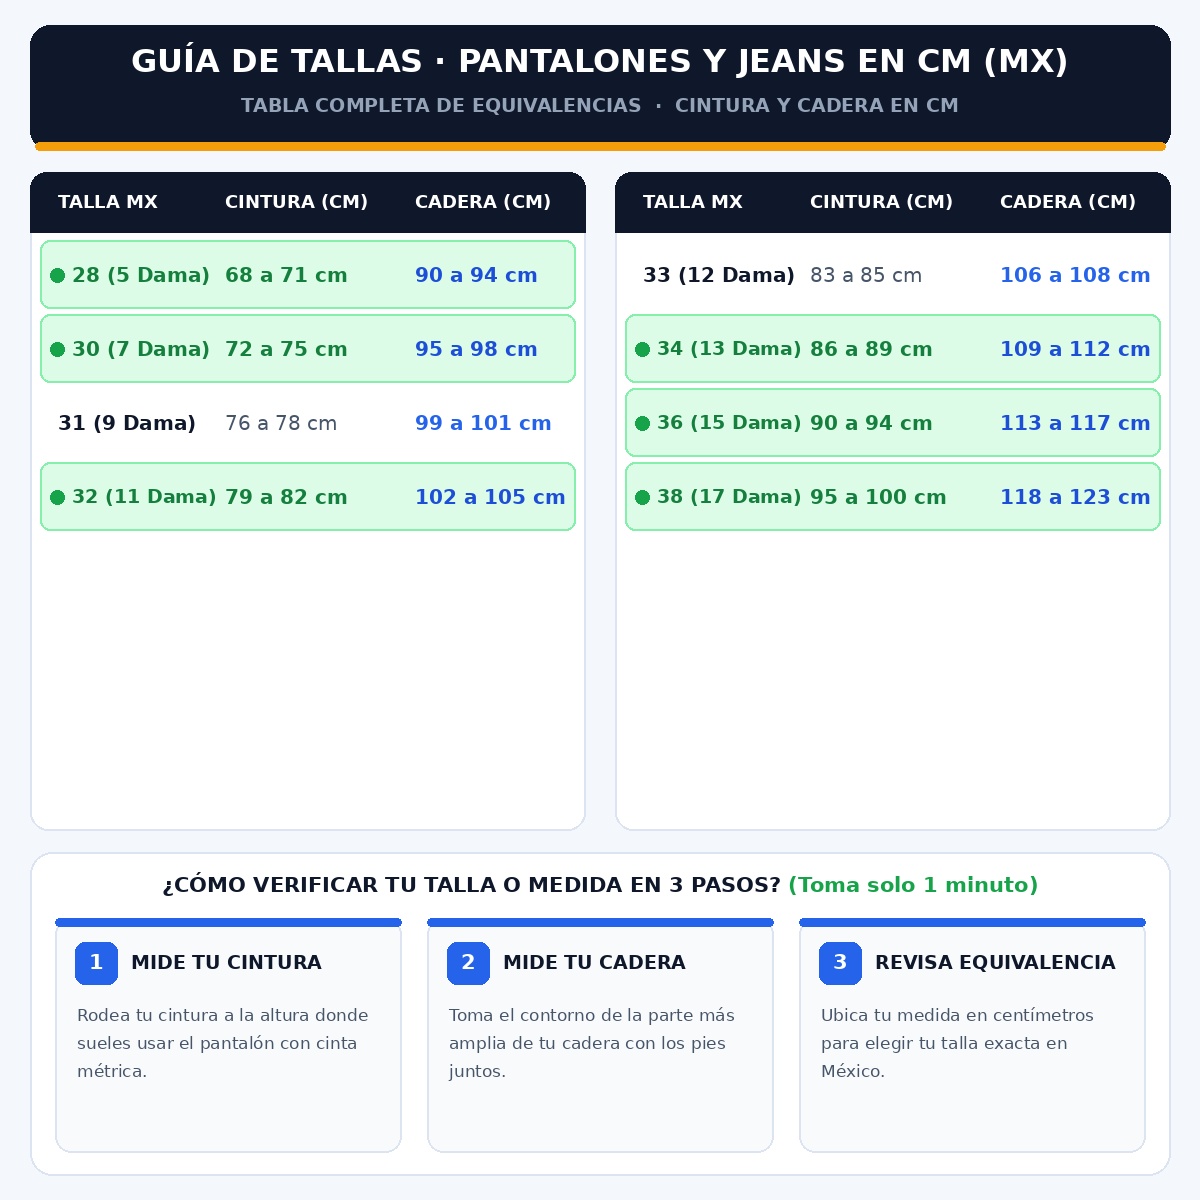 GUÍA DE TALLAS · PANTALONES Y JEANS EN CM (MX)
TABLA COMPLETA DE EQUIVALENCIAS · CINTURA Y CADERA EN CM
TALLA MX CINTURA (CM) CADERA (CM)
28 (5 Dama) 68 a 71 cm 90 a 94 cm
30 (7 Dama) 72 a 75 cm 95 a 98 cm
31 (9 Dama) 76 a 78 cm 99 a 101 cm
32 (11 Dama) 79 a 82 cm 102 a 105 cm
TALLA MX CINTURA (CM) CADERA (CM)
33 (12 Dama) 83 a 85 cm 106 a 108 cm
34 (13 Dama) 86 a 89 cm 109 a 112 cm
36 (15 Dama) 90 a 94 cm 113 a 117 cm
38 (17 Dama) 95 a 100 cm 118 a 123 cm
¿CÓMO VERIFICAR TU TALLA O MEDIDA EN 3 PASOS? (Toma solo 1 minuto)
1 MIDE TU CINTURA
Rodea tu cintura a la altura donde
sueles usar el pantalón con cinta
métrica.
2 MIDE TU CADERA
Toma el contorno de la parte más
amplia de tu cadera con los pies
juntos.
3 REVISA EQUIVALENCIA
Ubica tu medida en centímetros
para elegir tu talla exacta en
México.